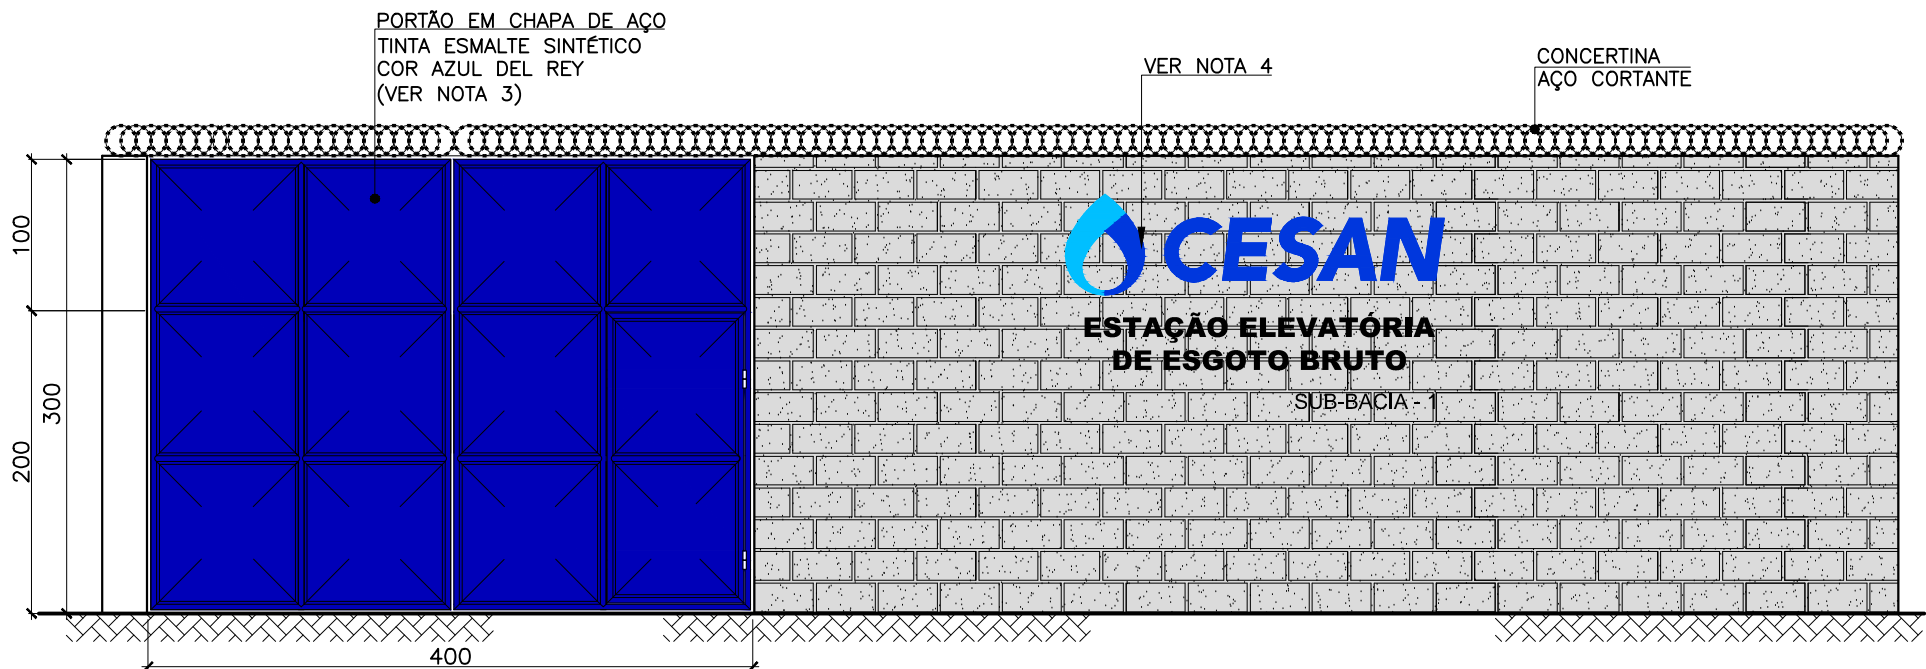 PORTÃO EM CHAPA DE AÇO
TINTA ESMALTE SINTÉTICO
COR AZUL DEL REY
(VER NOTA 3)
VER NOTA 4
CONCERTINA
AÇO CORTANTE
100
300
200
400
CESAN
ESTAÇÃO ELEVATÓRIA
DE ESGOTO BRUTO
SUB-BACIA - 1